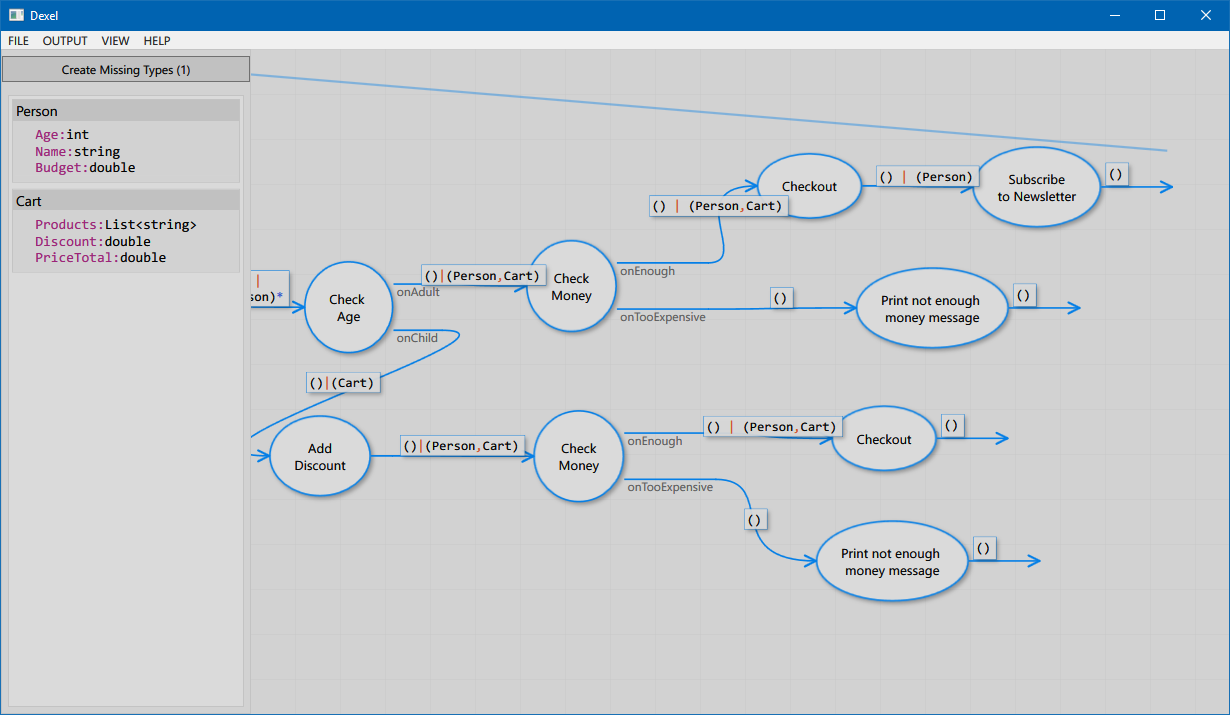 Dexel
FILE OUTPUT VIEW HELP
Create Missing Types (1)
Person
Age:int
Name:string
Budget:double
Cart
Products:List<string>
Discount:double
PriceTotal:double
|
son)*
Check
Age
onAdult
onChild
()|(Person,Cart)
Check
Money
onEnough
onTooExpensive
() | (Person,Cart)
Checkout
() | (Person)
Subscribe
to Newsletter
()
()
Print not enough
money message
()
()|(Cart)
Add
Discount
()|(Person,Cart)
Check
Money
onEnough
onTooExpensive
() | (Person,Cart)
Checkout
()
()
Print not enough
money message
()